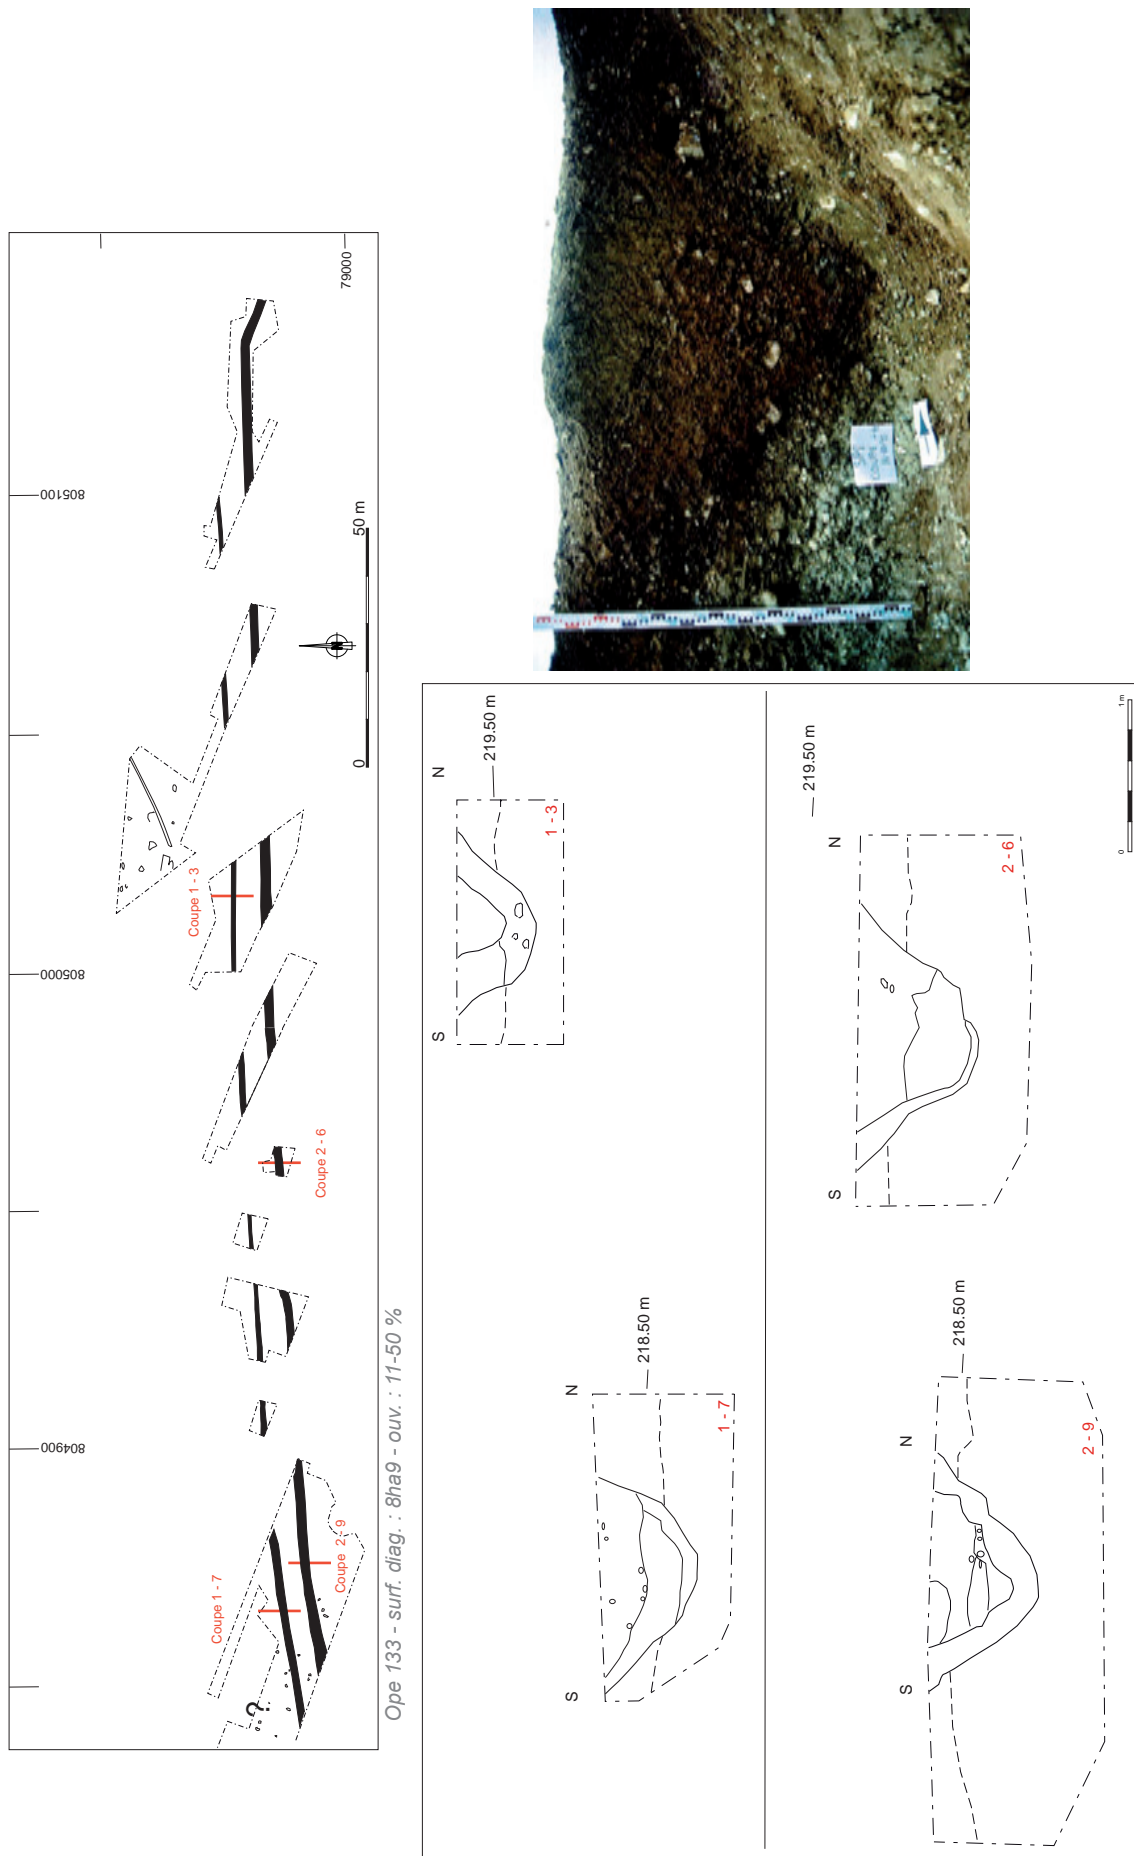 79000
805100
805000
804900
50 m
0
N
Coupe 1 - 3
Coupe 2 - 6
Coupe 1 - 7
Coupe 2 - 9
?
Ope 133 - surf. diag. : 8ha9 - ouv. : 11-50 %
S
N
219.50 m
1 - 3
S
N
218.50 m
1 - 7
S
N
219.50 m
2 - 6
S
N
218.50 m
2 - 9
0
1m